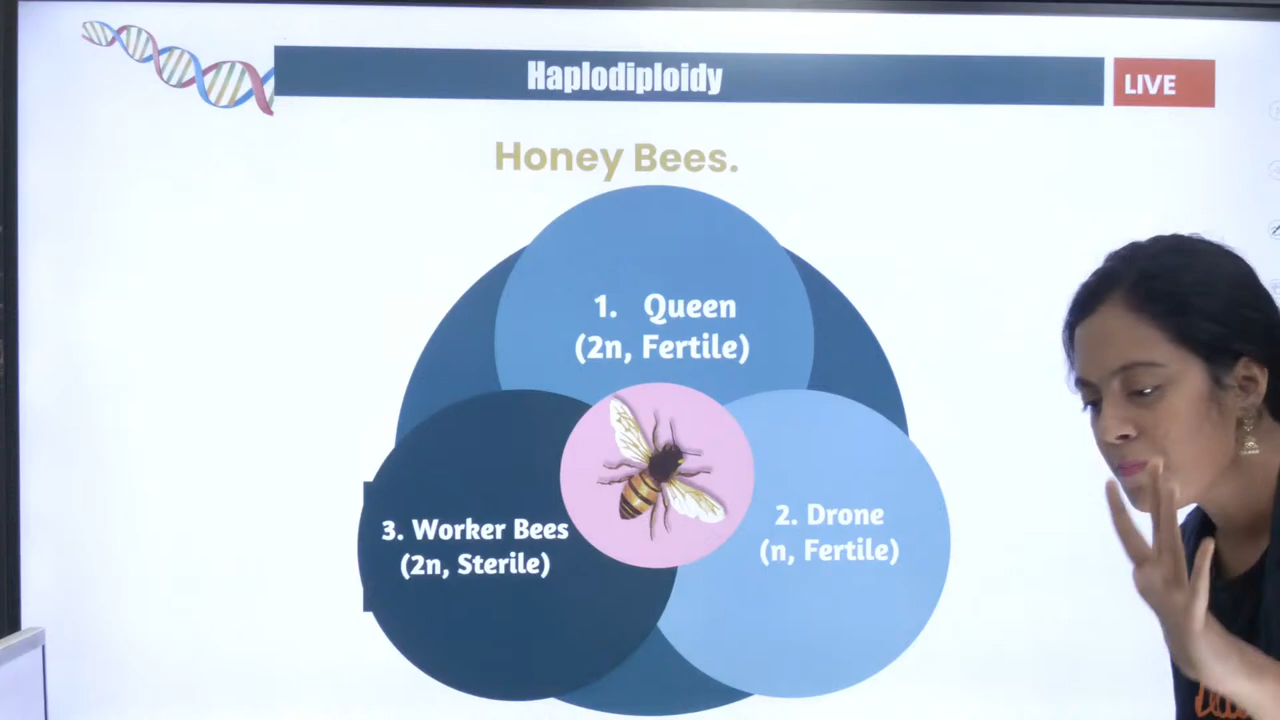 Haplodiploidy
LIVE
Honey Bees.
1. Queen
(2n, Fertile)
2. Drone
(n, Fertile)
3. Worker Bees
(2n, Sterile)